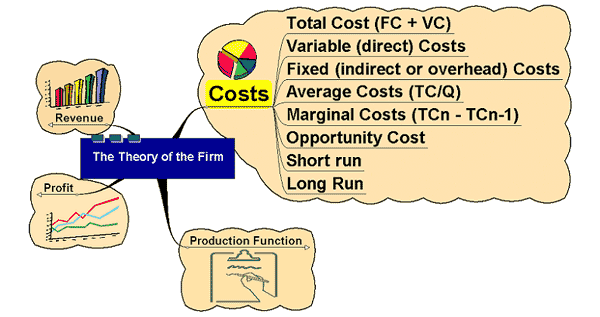 Total Cost (FC + VC)
Variable (direct) Costs
Fixed (indirect or overhead) Costs
Costs
Average Costs (TC/Q)
Marginal Costs (TCn - TCn-1)
Opportunity Cost
Short run
Long Run
Revenue
The Theory of the Firm
Profit
Production Function